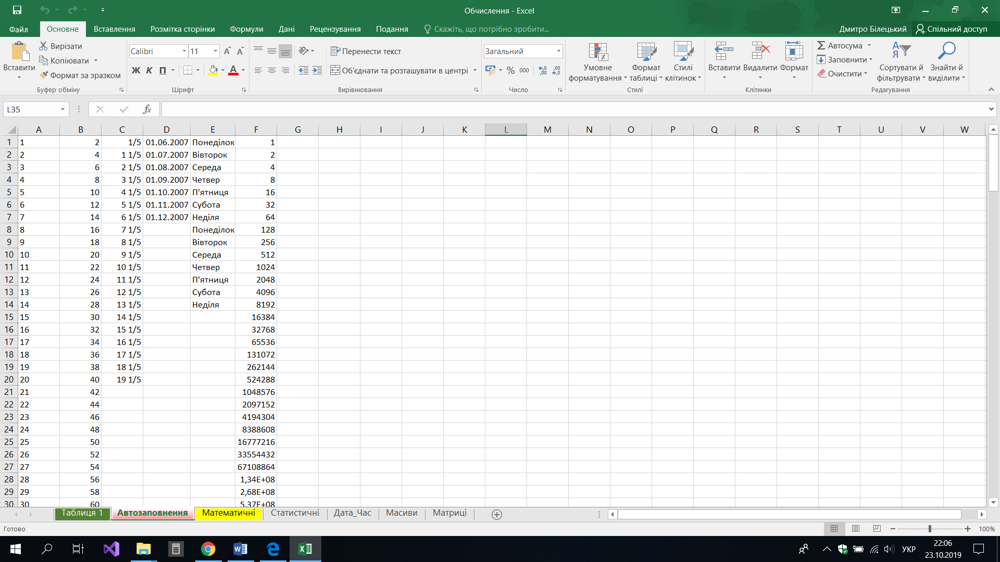 Обчислення - Excel
Файл Основне Вставлення Розмітка сторінки Формули Дані Рецензування Подання Скажіть, що потрібно зробити... Дмитро Білецький Спільний доступ
Вставити
Вирізати
Копіювати
Формат за зразком
Буфер обміну
Calibri 11
Ж К П
Шрифт
Перенести текст
Об'єднати та розташувати в центрі
Вирівнювання
Загальний
% 000
Число
Умовне форматування
Формат таблиці
Стилі клітинок
Стилі
Вставити Видалити Формат
Клітинки
Автосума
Заповнити
Очистити
Сортувати й фільтрувати
Знайти й виділити
Редагування
L35 fx
A B C D E F G H I J K L M N O P Q R S T U V W
1 1 2 1/5 01.06.2007 Понеділок 1
2 2 4 1 1/5 01.07.2007 Вівторок 2
3 3 6 2 1/5 01.08.2007 Середа 4
4 4 8 3 1/5 01.09.2007 Четвер 8
5 5 10 4 1/5 01.10.2007 П'ятниця 16
6 6 12 5 1/5 01.11.2007 Субота 32
7 7 14 6 1/5 01.12.2007 Неділя 64
8 8 16 7 1/5 Понеділок 128
9 9 18 8 1/5 Вівторок 256
10 10 20 9 1/5 Середа 512
11 11 22 10 1/5 Четвер 1024
12 12 24 11 1/5 П'ятниця 2048
13 13 26 12 1/5 Субота 4096
14 14 28 13 1/5 Неділя 8192
15 15 30 14 1/5 16384
16 16 32 15 1/5 32768
17 17 34 16 1/5 65536
18 18 36 17 1/5 131072
19 19 38 18 1/5 262144
20 20 40 19 1/5 524288
21 21 42 1048576
22 22 44 2097152
23 23 46 4194304
24 24 48 8388608
25 25 50 16777216
26 26 52 33554432
27 27 54 67108864
28 28 56 1,34E+08
29 29 58 2,68E+08
30 30 60 5,37E+08
Таблиця 1 Автозаповнення Математичні Статистичні Дата_Час Масиви Матриці
Готово 100%
УКР 22:06
23.10.2019